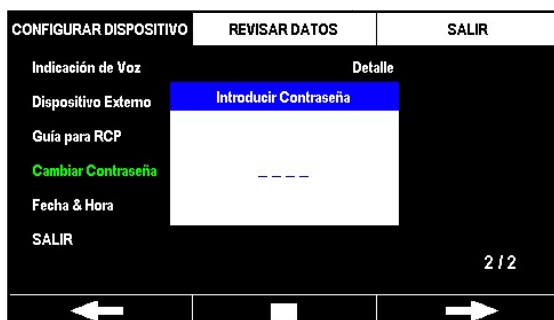 CONFIGURAR DISPOSITIVO REVISAR DATOS SALIR
Indicación de Voz Detalle
Dispositivo Externo Introducir Contraseña
Guía para RCP
Cambiar Contraseña _ _ _ _
Fecha & Hora
SALIR
2 / 2